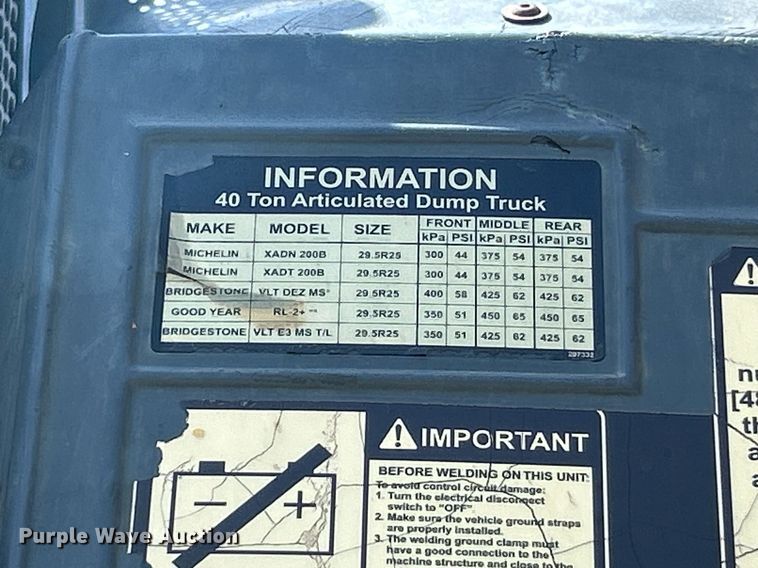 INFORMATION
40 Ton Articulated Dump Truck
MAKE MODEL SIZE FRONT MIDDLE REAR
kPa PSI kPa PSI kPa PSI
MICHELIN XADN 200B 29.5R25 300 44 375 54 375 54
MICHELIN XADT 200B 29.5R25 300 44 375 54 375 54
BRIDGESTONE VLT DEZ MS* 29.5R25 400 58 425 62 425 62
GOOD YEAR RL-2+ 29.5R25 350 51 450 65 450 65
BRIDGESTONE VLT E3 MS T/L 29.5R25 350 51 425 62 425 62
287332
IMPORTANT
BEFORE WELDING ON THIS UNIT:
To avoid control circuit damage:
1. Turn the electrical disconnect
switch to "OFF".
2. Make sure the vehicle ground straps
are properly installed.
3. The welding ground clamp must
have a good connection to the
machine structure and close to the
- +
[48
Purple Wave Auction